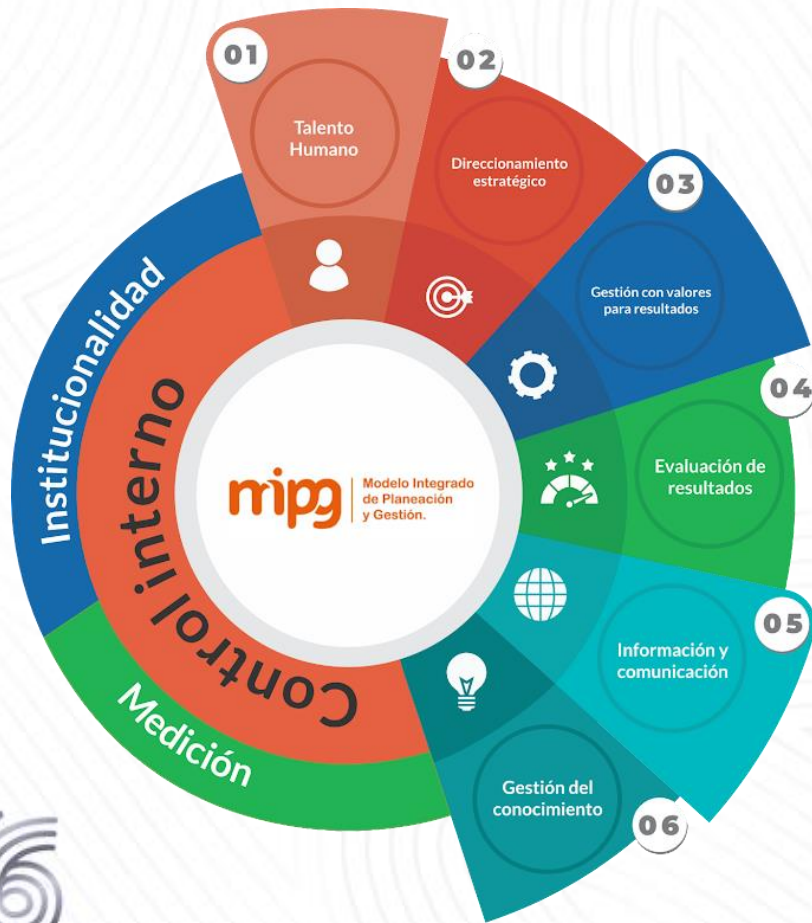 01
Talento
Humano
02
Direccionamiento
estratégico
03
Gestión con valores
para resultados
04
Evaluación de
resultados
05
Información y
comunicación
06
Gestión del
conocimiento
Institucionalidad
Control interno
Medición
mipg
Modelo Integrado
de Planeación
y Gestión.